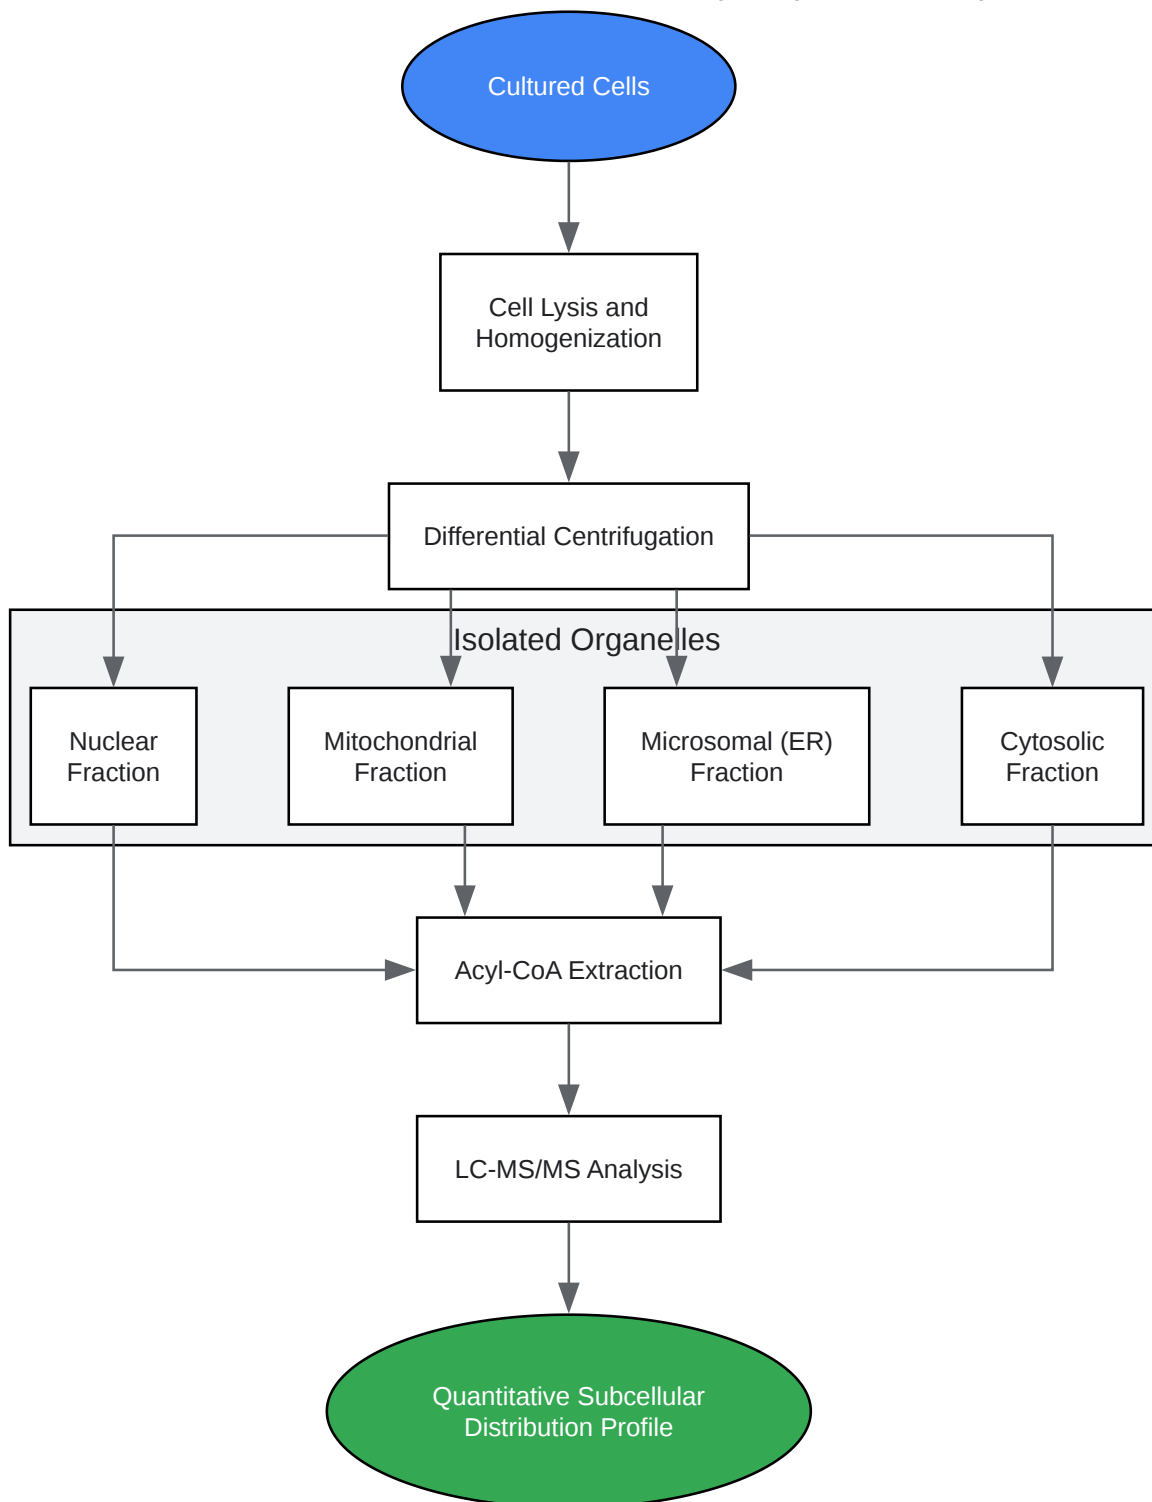 Cultured Cells
Cell Lysis and
Homogenization
Differential Centrifugation
Isolated Organelles
Nuclear
Fraction
Mitochondrial
Fraction
Microsomal (ER)
Fraction
Cytosolic
Fraction
Acyl-CoA Extraction
LC-MS/MS Analysis
Quantitative Subcellular
Distribution Profile